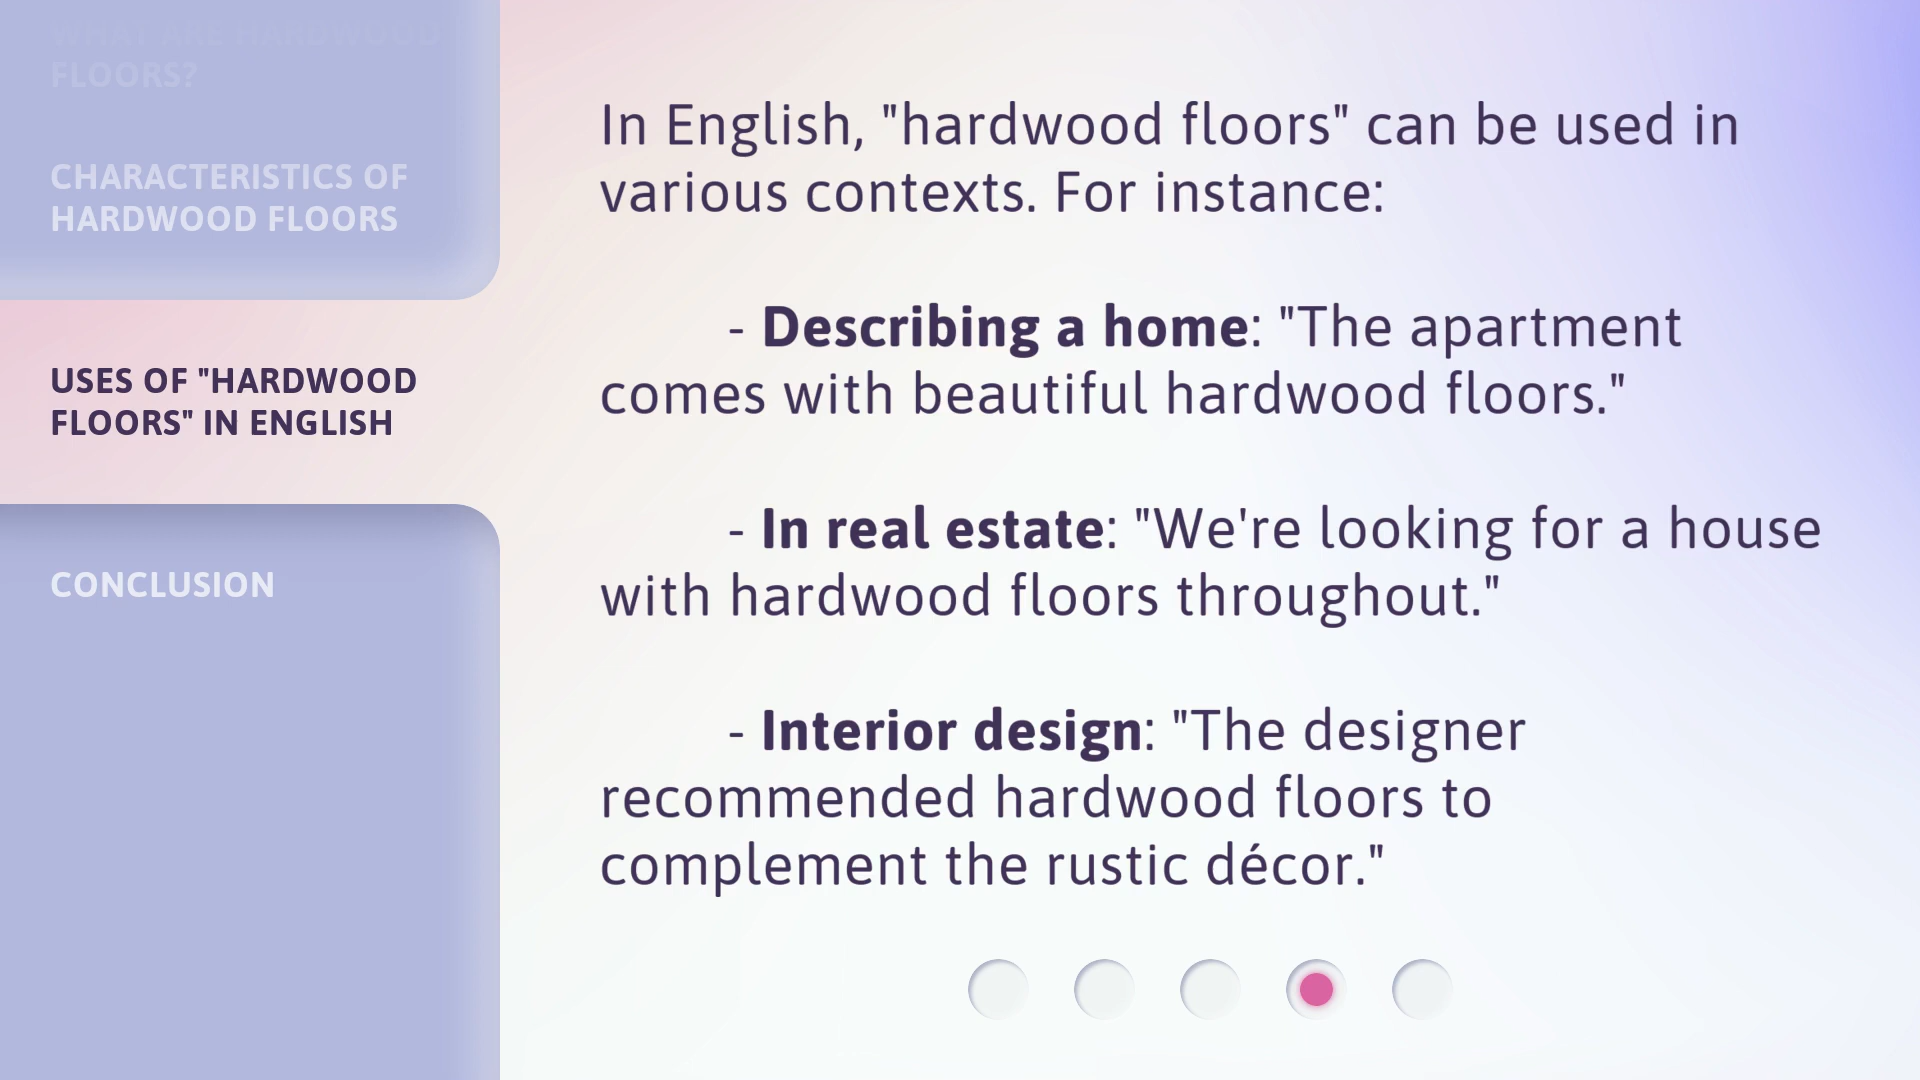 WHAT ARE HARDWOOD
FLOORS?
CHARACTERISTICS OF
HARDWOOD FLOORS
USES OF "HARDWOOD
FLOORS" IN ENGLISH
CONCLUSION
In English, "hardwood floors" can be used in
various contexts. For instance:
- Describing a home: "The apartment
comes with beautiful hardwood floors."
- In real estate: "We're looking for a house
with hardwood floors throughout."
- Interior design: "The designer
recommended hardwood floors to
complement the rustic décor."